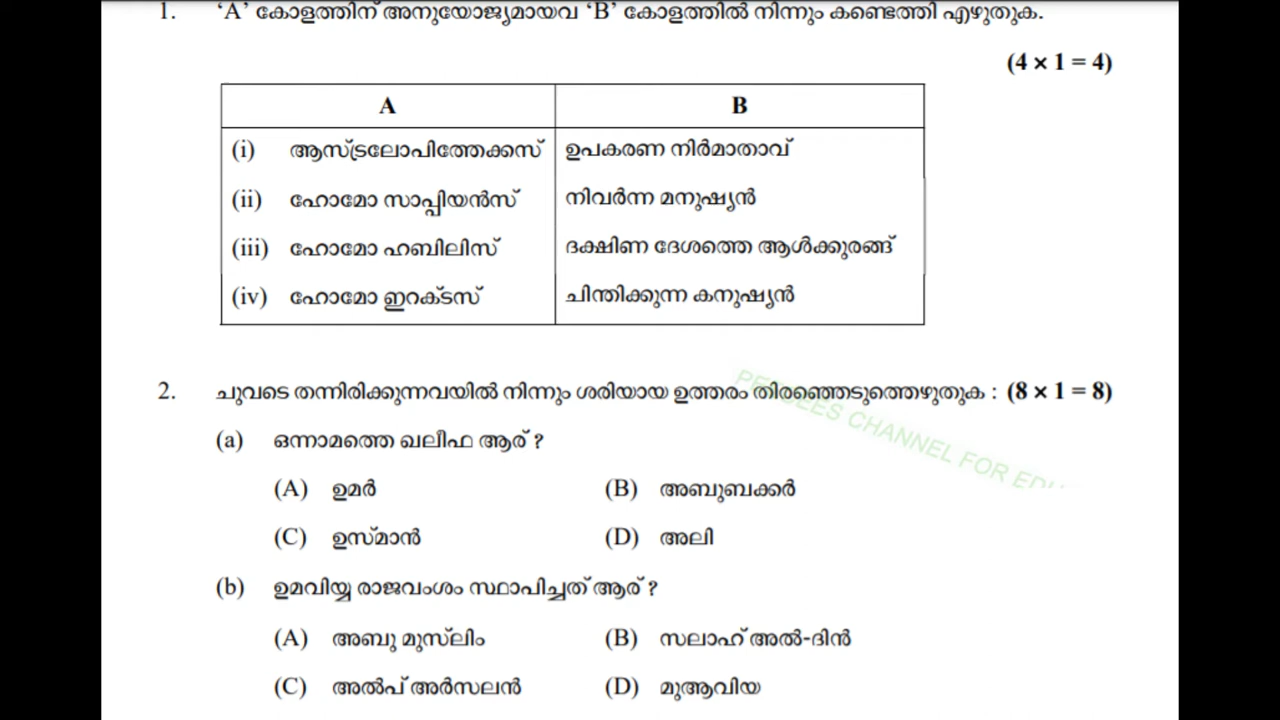 1. ‘A’ കോളത്തിന് അനുയോജ്യമായവ ‘B’ കോളത്തിൽ നിന്നും കണ്ടെത്തി എഴുതുക.
(4 × 1 = 4)
A B
(i) ആസ്ട്രലോപിത്തേക്കസ് ഉപകരണ നിർമാതാവ്
(ii) ഹോമോ സാപ്പിയൻസ് നിവർന്ന മനുഷ്യൻ
(iii) ഹോമോ ഹബിലിസ് ദക്ഷിണ ദേശത്തെ ആൾക്കുരങ്ങ്
(iv) ഹോമോ ഇറക്ടസ് ചിന്തിക്കുന്ന കനുഷ്യൻ
2. ചുവടെ തന്നിരിക്കുന്നവയിൽ നിന്നും ശരിയായ ഉത്തരം തിരഞ്ഞെടുത്തെഴുതുക : (8 × 1 = 8)
(a) ഒന്നാമത്തെ ഖലീഫ ആര് ?
(A) ഉമർ (B) അബുബക്കർ
(C) ഉസ്മാൻ (D) അലി
(b) ഉമവിയ്യ രാജവംശം സ്ഥാപിച്ചത് ആര് ?
(A) അബു മുസ്‌ലിം (B) സലാഹ് അൽ-ദിൻ
(C) അൽപ് അർസലൻ (D) മുആവിയ
CHANNEL FOR